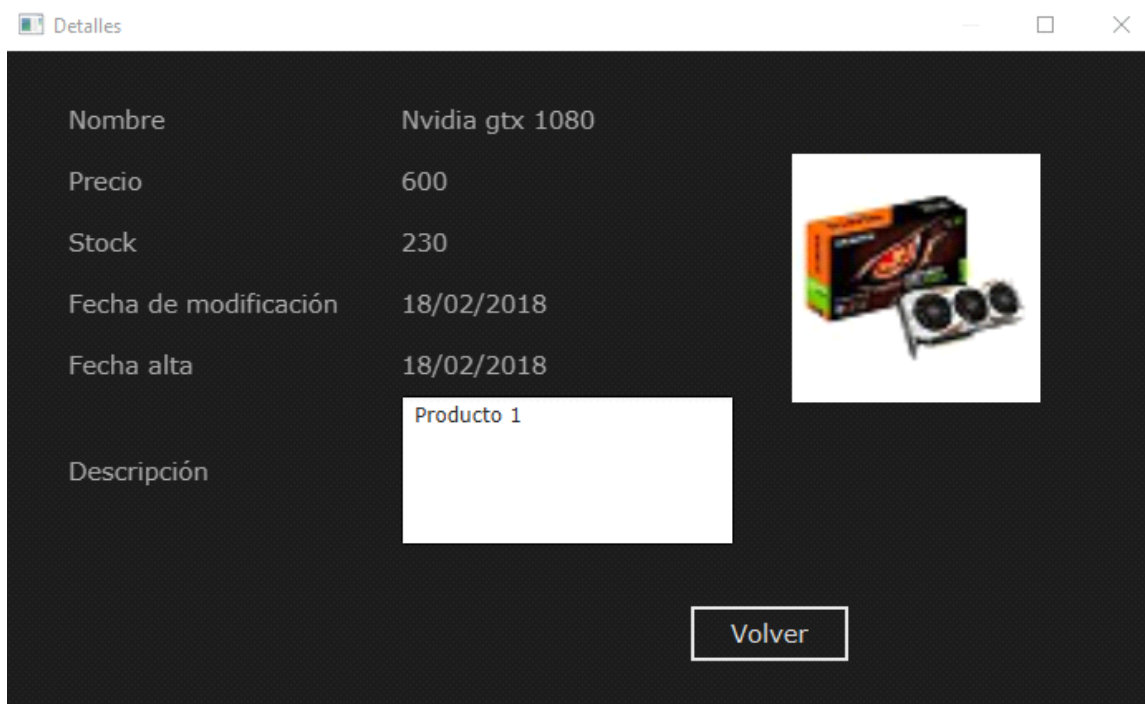 Detalles
Nombre Nvidia gtx 1080
Precio 600
Stock 230
Fecha de modificación 18/02/2018
Fecha alta 18/02/2018
Descripción Producto 1
Volver